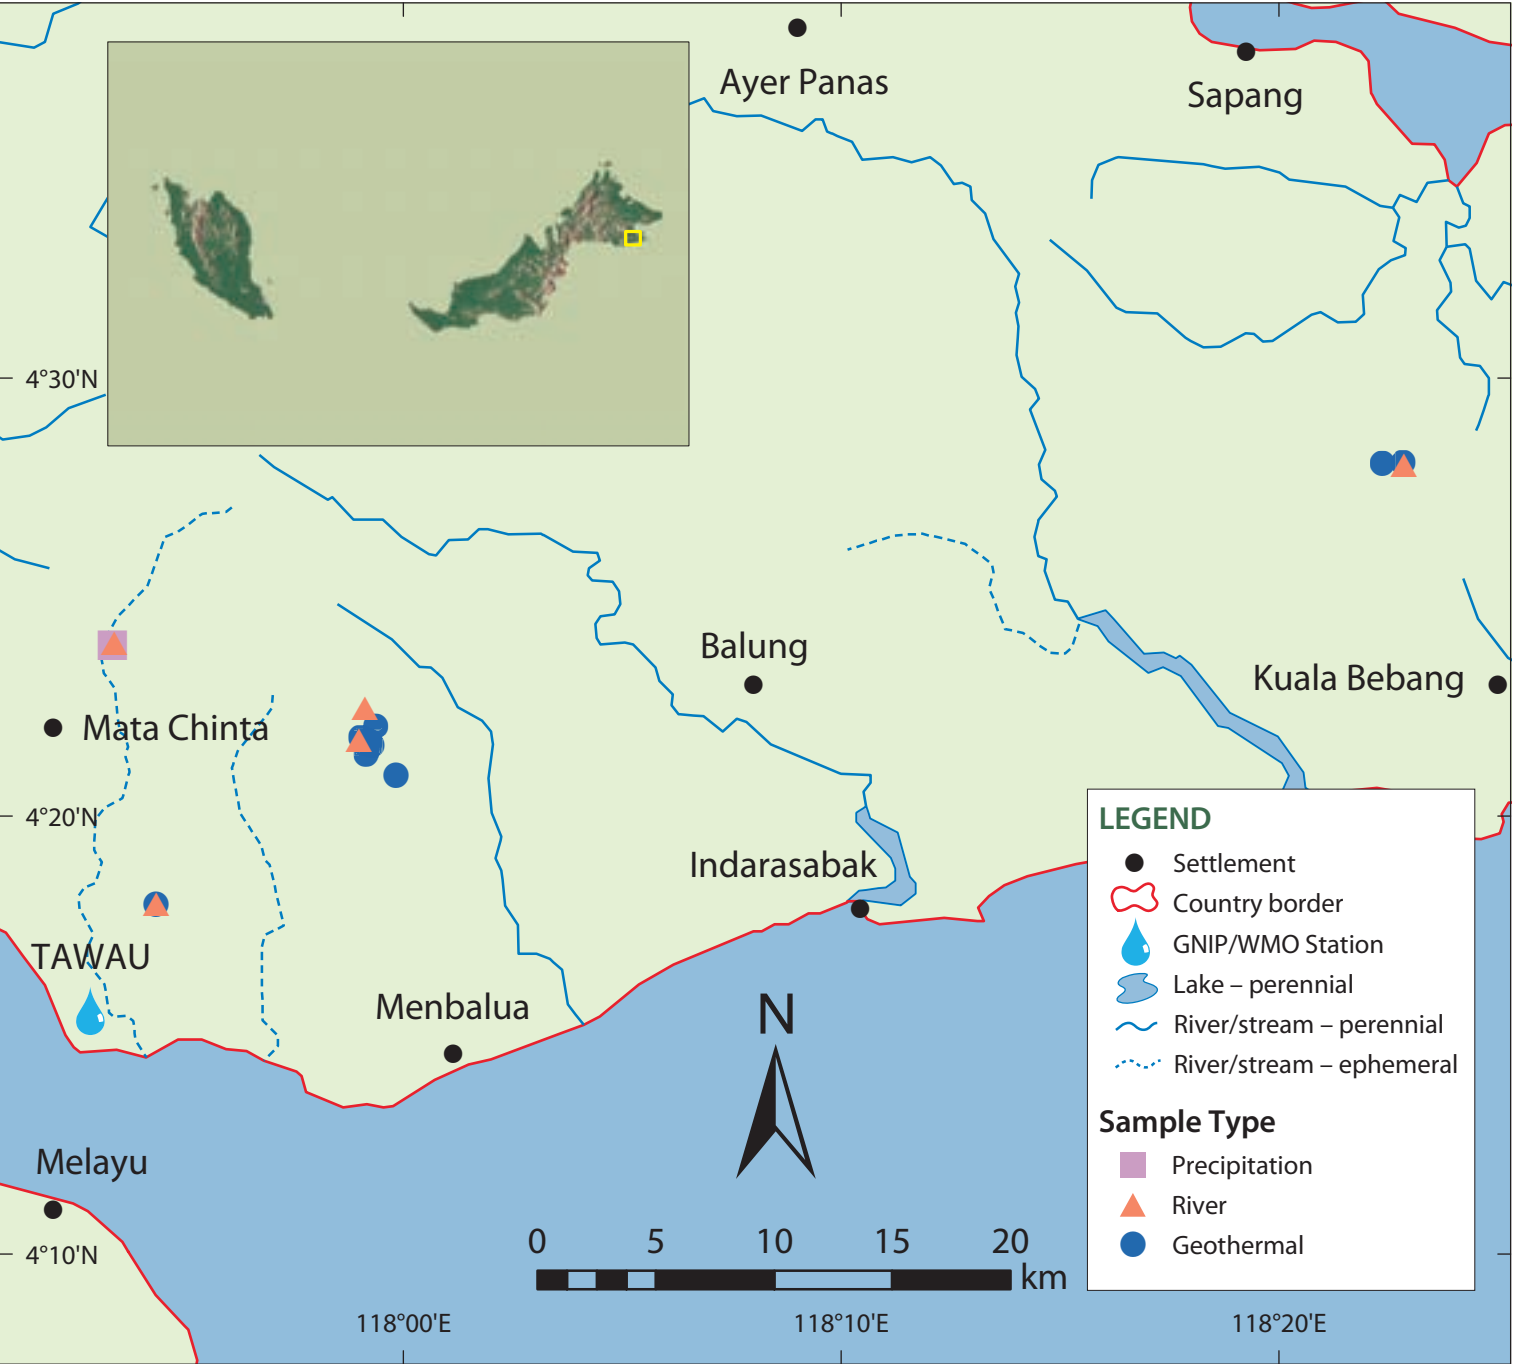 Ayer Panas
Sapang
4°30'N
Balung
Kuala Bebang
Mata Chinta
4°20'N
Indarasabak
TAWAU
Menbalua
N
Melayu
4°10'N
0 5 10 15 20
km
118°00'E 118°10'E 118°20'E
LEGEND
Settlement
Country border
GNIP/WMO Station
Lake – perennial
River/stream – perennial
River/stream – ephemeral
Sample Type
Precipitation
River
Geothermal